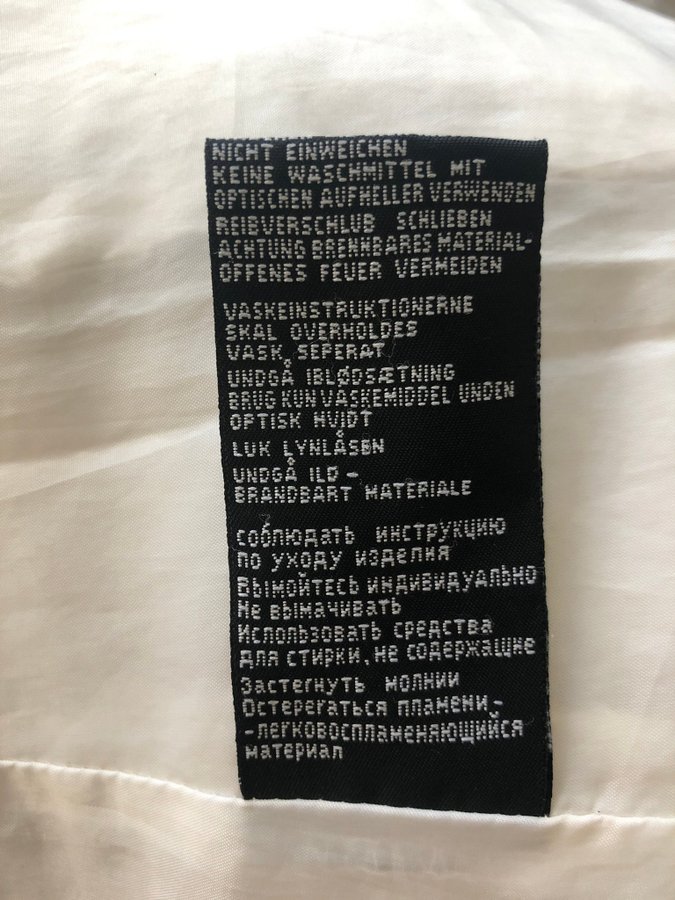 NICHT EINWEICHEN
KEINE WASCHMITTEL MIT
OPTISCHEN AUFHELLER VERWENDEN
REIBVERSCHLUB SCHLIEBEN
ACHTUNG BRENNBARES MATERIAL-
OFFENES FEUER VERMEIDEN
VASKEINSTRUKTIONERNE
SKAL OVERHOLDES
VASK, SEPERAT
UNDGÅ IBLØDSÆTNING
BRUG KUN VASKEMIDDEL UNDEN
OPTISK HVIDT
LUK LYNLÅSEN
UNDGÅ ILD -
BRANDBART MATERIALE
соблюдать инструкцию
по уходу изделия
Вымойтесь индивидуально
Не вымачивать
Использовать средства
для стирки, не содержащие
Застегнуть молнии
Остерегаться пламени,-
-легковоспламеняющийся
материал